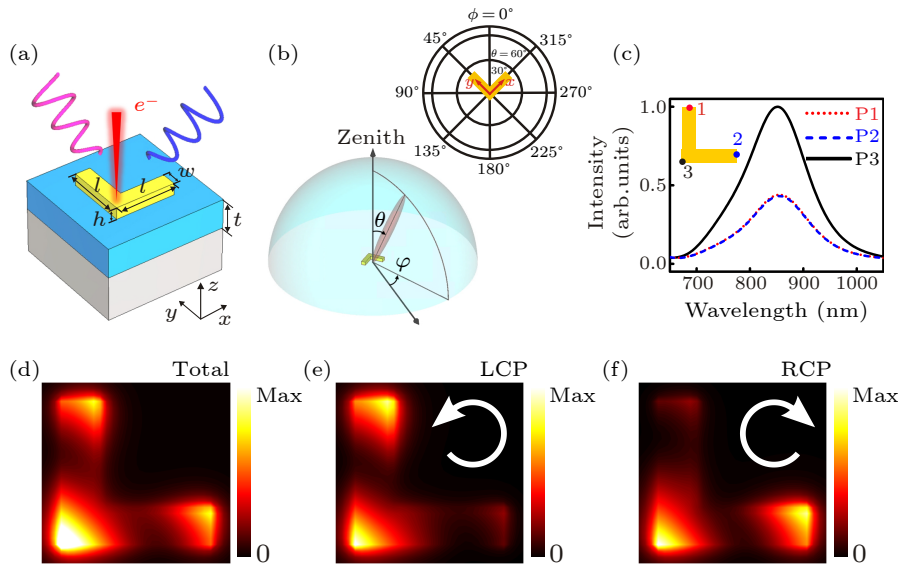 (a)
e⁻
l
l
w
h
t
z
y
x
(b)
ϕ = 0°
45°
315°
θ = 60°
30°
y
x
90°
270°
135°
225°
180°
Zenith
θ
φ
(c)
Intensity
(arb.units)
1.0
0.5
0.0
1
2
3
P1
P2
P3
700
800
900
1000
Wavelength (nm)
(d)
Total
Max
0
(e)
LCP
Max
0
(f)
RCP
Max
0